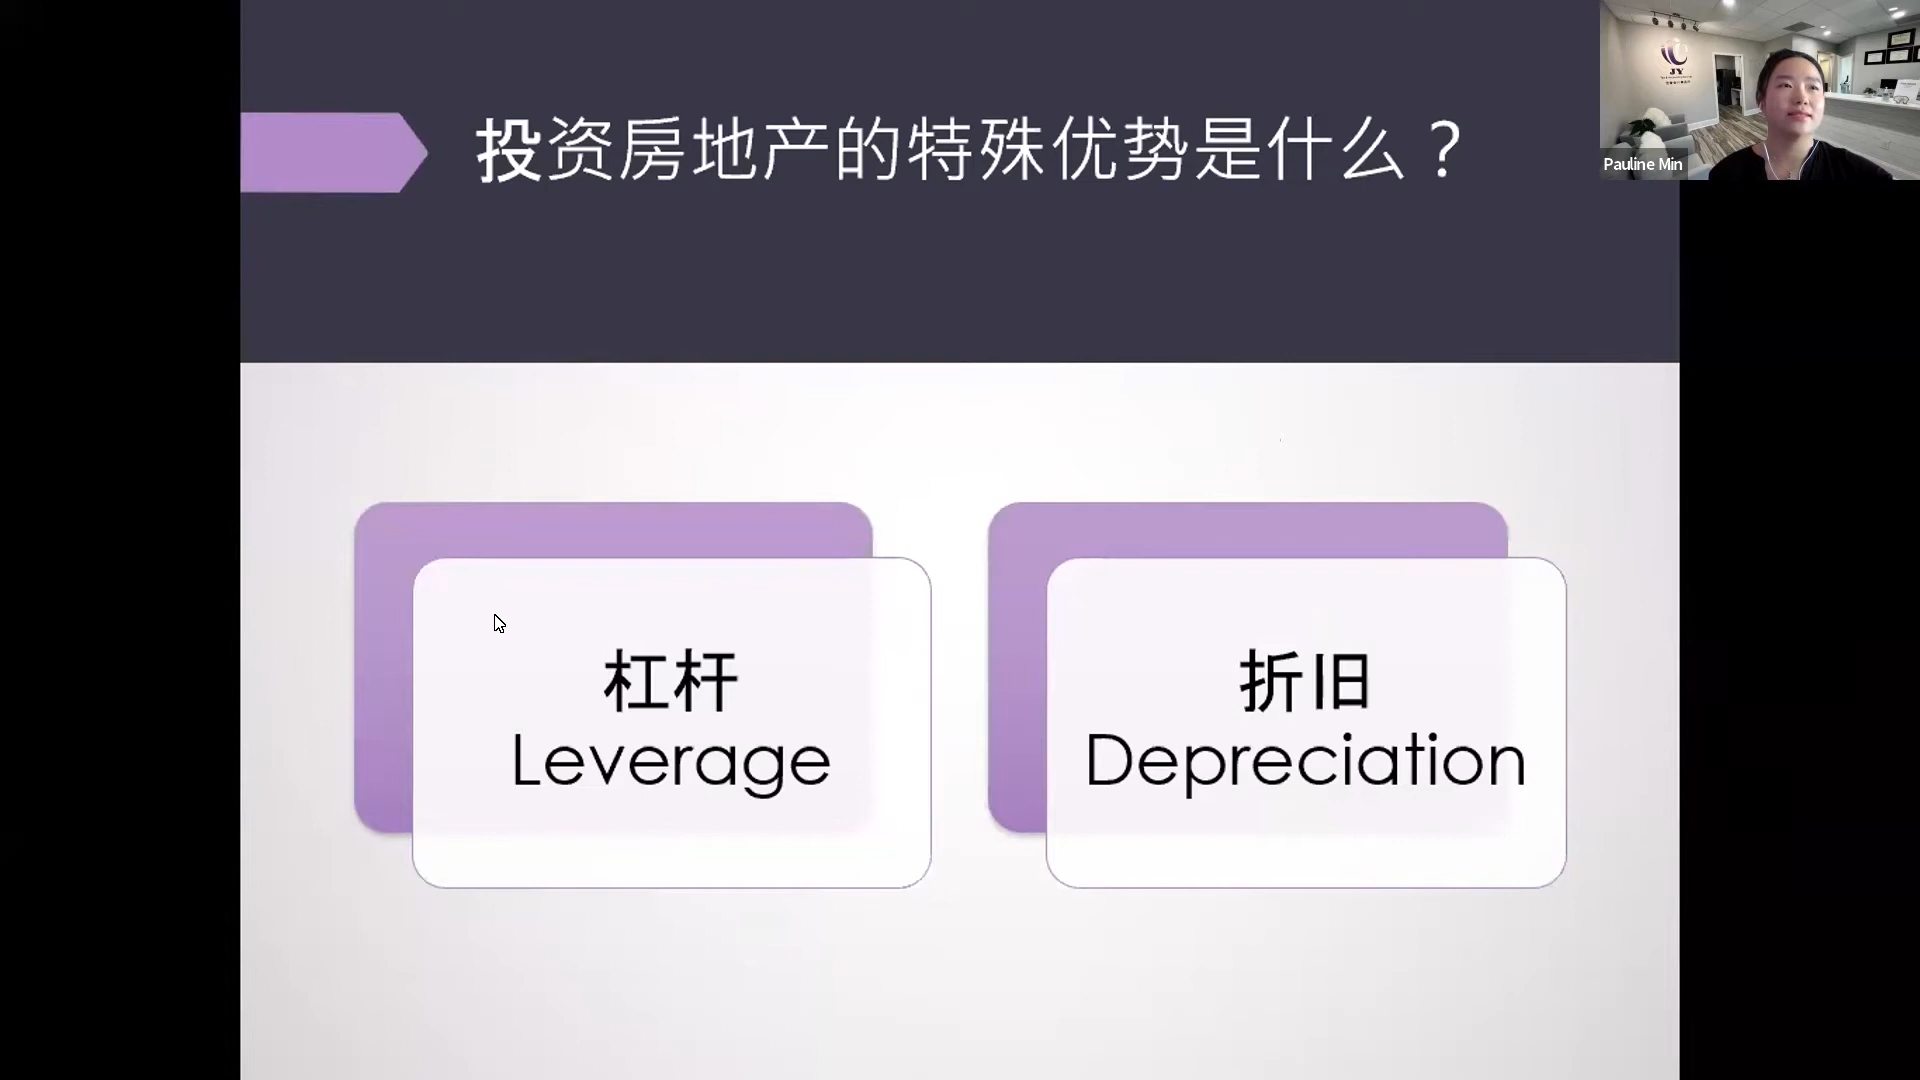 投资房地产的特殊优势是什么？
Pauline Min
JY
杠杆
Leverage
折旧
Depreciation